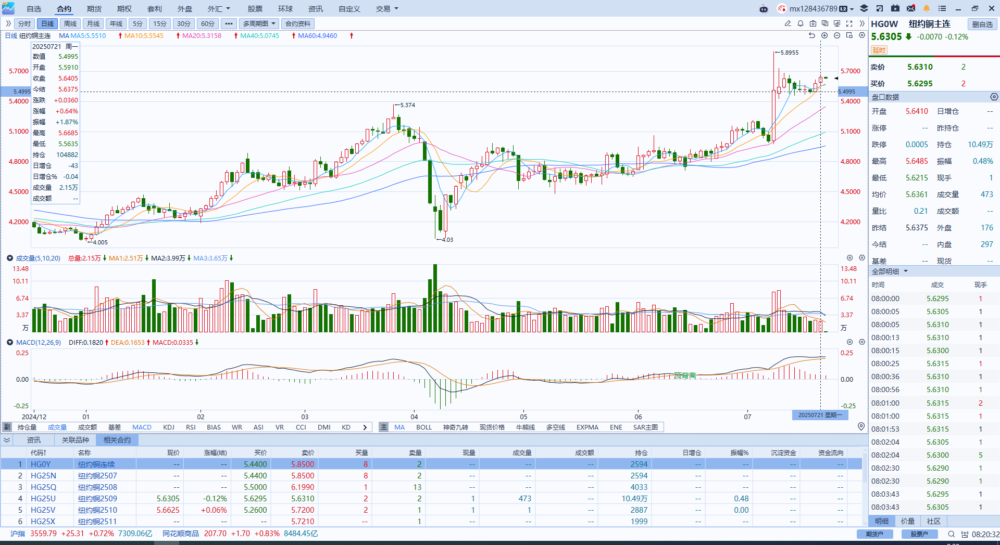 自选 合约 期货 期权 套利 外盘 外汇 股票 环球 资讯 自定义 交易 mx128436789 L2
分时 日线 周线 月线 年线 5分 15分 30分 60分 ••• 多周期图 合约资料
日线 纽约铜主连 MA MA5:5.5510 MA10:5.5545 MA20:5.3158 MA40:5.0745 MA60:4.9460
20250721 周一
数值 5.4995
开盘 5.5910
收盘 5.6405
今结 5.6375
涨跌 +0.0360
涨幅 +0.64%
振幅 +1.87%
最高 5.6685
最低 5.5635
持仓 104882
日增仓 -43
日增仓% -0.04
成交量 2.15万
成交额 --
5.7000
5.4995
5.4000
5.1000
4.8000
4.5000
4.2000
5.8955
5.374
4.005
4.03
5.7000
5.4995
5.4000
5.1000
4.8000
4.5000
4.2000
成交量(5,10,20) 总量:2.15万 MA1:2.51万 MA2:3.99万 MA3:3.65万
13.48
10.11
6.74
3.37
万
13.48
10.11
6.74
3.37
万
MACD(12,26,9) DIFF:0.1820 DEA:0.1653 MACD:0.0335
0.25
0.00
-0.25
顶背离
0.25
0.00
-0.25
2024/12 01 02 03 04 05 06 07 20250721 星期一
副 持仓量 成交量 成交额 基差 MACD KDJ RSI BIAS WR ASI VR CCI DMI KD 主 MA BOLL 神奇九转 现货价格 牛熊线 多空线 EXPMA ENE SAR主图
资讯 关联品种 相关合约
代码↑ 名称 现价 涨幅(结) 买价 卖价 买量 卖量 现量 成交量 成交额 持仓 日增仓 振幅% 沉淀资金 资金流向
1 HG0Y 纽约铜连续 -- -- 5.4400 5.8500 8 2 -- -- -- 2594 -- -- -- --
2 HG25N 纽约铜2507 -- -- 5.4400 5.8500 8 2 -- -- -- 2594 -- -- -- --
3 HG25Q 纽约铜2508 -- -- 5.5000 6.1990 1 13 -- -- -- 4033 -- -- -- --
4 HG25U 纽约铜2509 5.6305 -0.12% 5.6295 5.6310 2 2 1 473 -- 10.49万 -- 0.48 -- --
5 HG25V 纽约铜2510 5.6625 +0.06% 5.2600 5.7200 2 1 1 1 -- 2887 -- 0.00 -- --
6 HG25X 纽约铜2511 -- -- -- 5.7210 -- 1 -- -- -- 1999 -- -- -- --
沪指 3559.79 +25.31 +0.72% 7309.06亿 同花顺商品 207.70 +1.70 +0.83% 8484.45亿
HG0W 纽约铜主连 删自选
5.6305 -0.0070 -0.12%
延时
卖价 5.6310 2
买价 5.6295 2
盘口数据
开盘 5.6410 日增仓 --
涨停 -- 昨持仓 --
跌停 0.0005 持仓 10.49万
最高 5.6485 振幅 0.48%
最低 5.6215 现手 1
均价 5.6361 成交量 473
量比 0.21 成交额 --
昨结 5.6375 外盘 176
今结 -- 内盘 297
基差 -- 现货 --
全部明细
时间 成交 现手
08:00:00 5.6295 1
08:00:05 5.6305 1
08:00:05 5.6310 1
08:00:13 5.6310 1
08:00:15 5.6300 1
08:00:25 5.6315 1
08:00:36 5.6310 1
08:00:56 5.6310 1
08:01:00 5.6315 2
08:01:00 5.6315 1
08:01:53 5.6315 1
08:02:04 5.6305 1
08:02:04 5.6300 5
08:02:30 5.6290 1
08:02:30 5.6290 1
08:03:43 5.6295 1
08:03:43 5.6305 1
明细 价量 社区
期货户 股票户 08:20:32